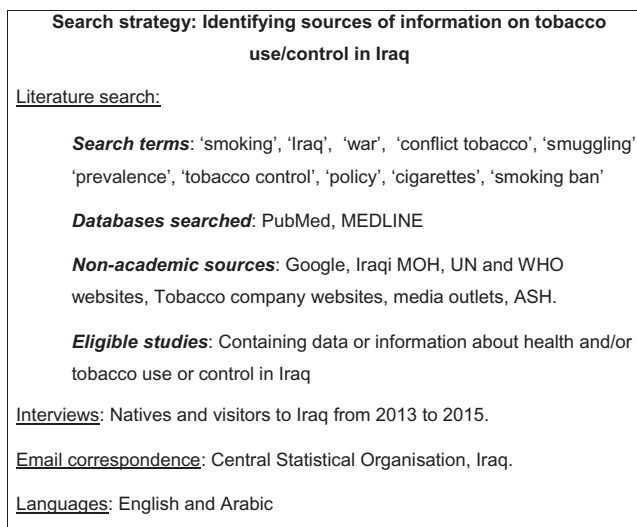 Search strategy: Identifying sources of information on tobacco
use/control in Iraq
Literature search:
Search terms: ‘smoking’, ‘Iraq’, ‘war’, ‘conflict tobacco’, ‘smuggling’
‘prevalence’, ‘tobacco control’, ‘policy’, ‘cigarettes’, ‘smoking ban’
Databases searched: PubMed, MEDLINE
Non-academic sources: Google, Iraqi MOH, UN and WHO
websites, Tobacco company websites, media outlets, ASH.
Eligible studies: Containing data or information about health and/or
tobacco use or control in Iraq
Interviews: Natives and visitors to Iraq from 2013 to 2015.
Email correspondence: Central Statistical Organisation, Iraq.
Languages: English and Arabic